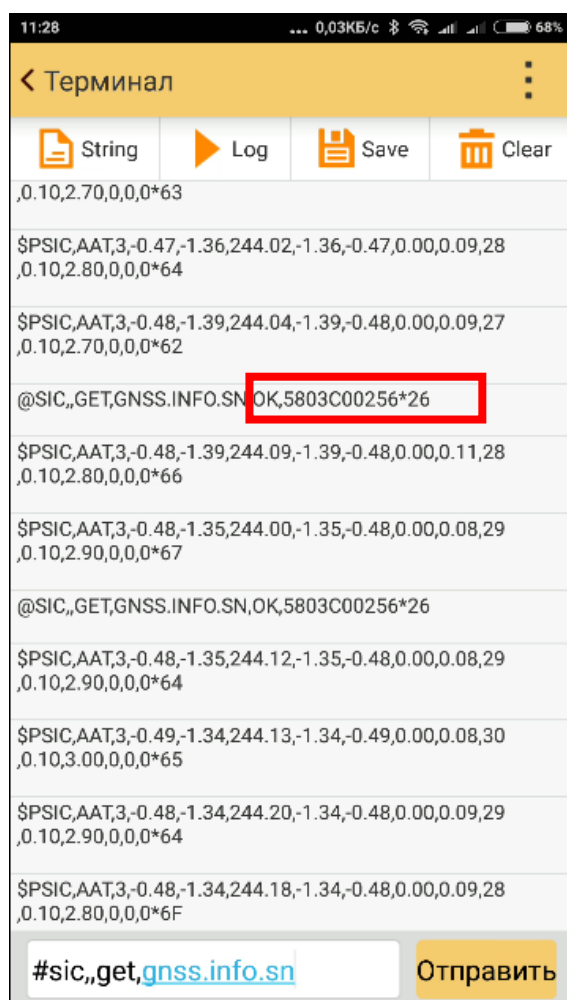 11:28 ... 0,03КБ/с 68%
Терминал
String Log Save Clear
,0.10,2.70,0,0,0*63
$PSIC,AAT,3,-0.47,-1.36,244.02,-1.36,-0.47,0.00,0.09,28
,0.10,2.80,0,0,0*64
$PSIC,AAT,3,-0.48,-1.39,244.04,-1.39,-0.48,0.00,0.09,27
,0.10,2.70,0,0,0*62
@SIC,,GET,GNSS.INFO.SN,OK,5803C00256*26
$PSIC,AAT,3,-0.48,-1.39,244.09,-1.39,-0.48,0.00,0.11,28
,0.10,2.80,0,0,0*66
$PSIC,AAT,3,-0.48,-1.35,244.00,-1.35,-0.48,0.00,0.08,29
,0.10,2.90,0,0,0*67
@SIC,,GET,GNSS.INFO.SN,OK,5803C00256*26
$PSIC,AAT,3,-0.48,-1.35,244.12,-1.35,-0.48,0.00,0.08,29
,0.10,2.90,0,0,0*64
$PSIC,AAT,3,-0.49,-1.34,244.13,-1.34,-0.49,0.00,0.08,30
,0.10,3.00,0,0,0*65
$PSIC,AAT,3,-0.48,-1.34,244.20,-1.34,-0.48,0.00,0.09,29
,0.10,2.90,0,0,0*64
$PSIC,AAT,3,-0.48,-1.34,244.18,-1.34,-0.48,0.00,0.09,28
,0.10,2.80,0,0,0*6F
#sic,,get,gnss.info.sn Отправить